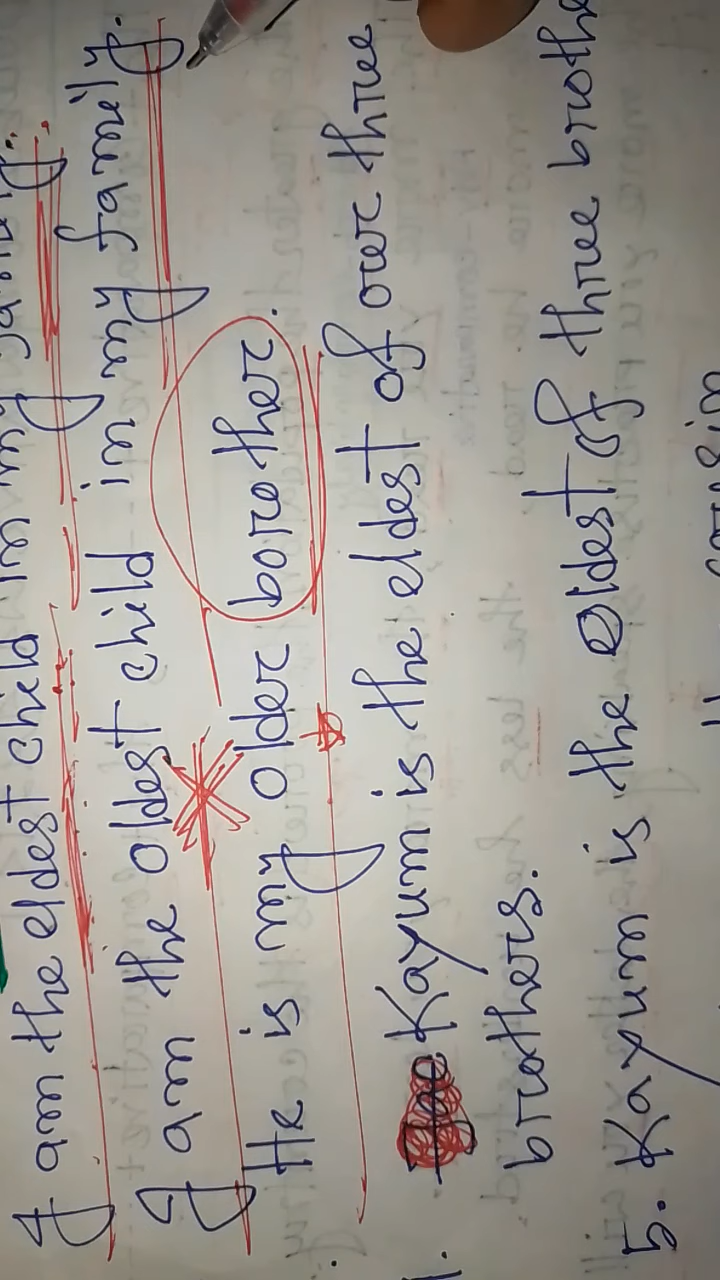 I am the eldest child in my family.
I am the oldest child in my family.
He is my older borother.
Kayum is the eldest of our three
brothers.
5. Kayum is the oldest of three brothe